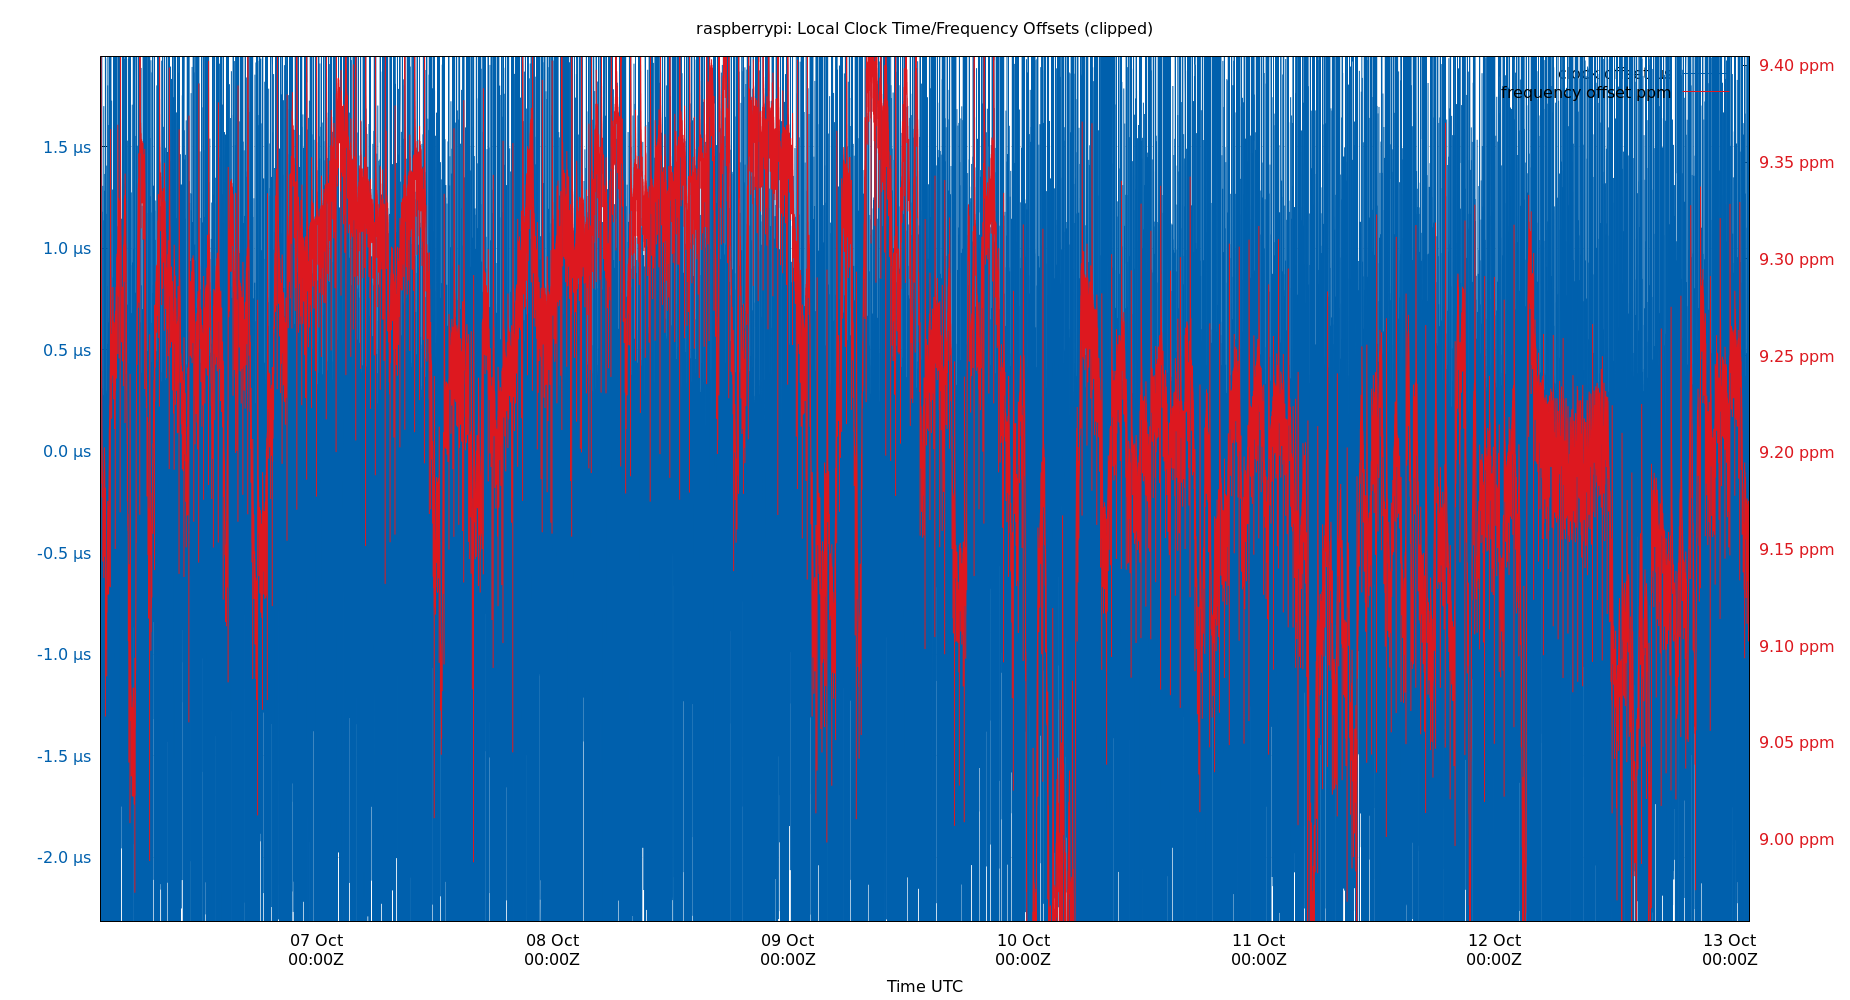 raspberrypi: Local Clock Time/Frequency Offsets (clipped)
clock offset µs
frequency offset ppm
1.5 µs
1.0 µs
0.5 µs
0.0 µs
-0.5 µs
-1.0 µs
-1.5 µs
-2.0 µs
9.40 ppm
9.35 ppm
9.30 ppm
9.25 ppm
9.20 ppm
9.15 ppm
9.10 ppm
9.05 ppm
9.00 ppm
07 Oct 08 Oct 09 Oct 10 Oct 11 Oct 12 Oct 13 Oct
00:00Z 00:00Z 00:00Z 00:00Z 00:00Z 00:00Z 00:00Z
Time UTC